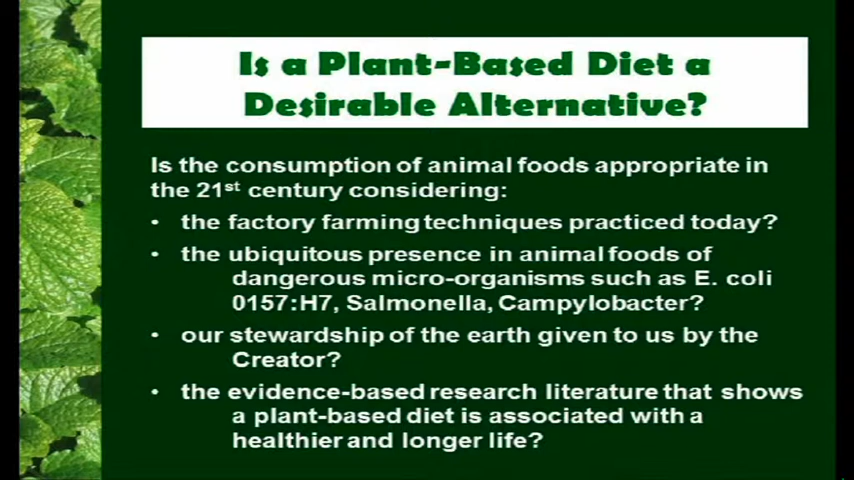 Is a Plant-Based Diet a
Desirable Alternative?
Is the consumption of animal foods appropriate in
the 21st century considering:
• the factory farming techniques practiced today?
• the ubiquitous presence in animal foods of
dangerous micro-organisms such as E. coli
0157:H7, Salmonella, Campylobacter?
• our stewardship of the earth given to us by the
Creator?
• the evidence-based research literature that shows
a plant-based diet is associated with a
healthier and longer life?